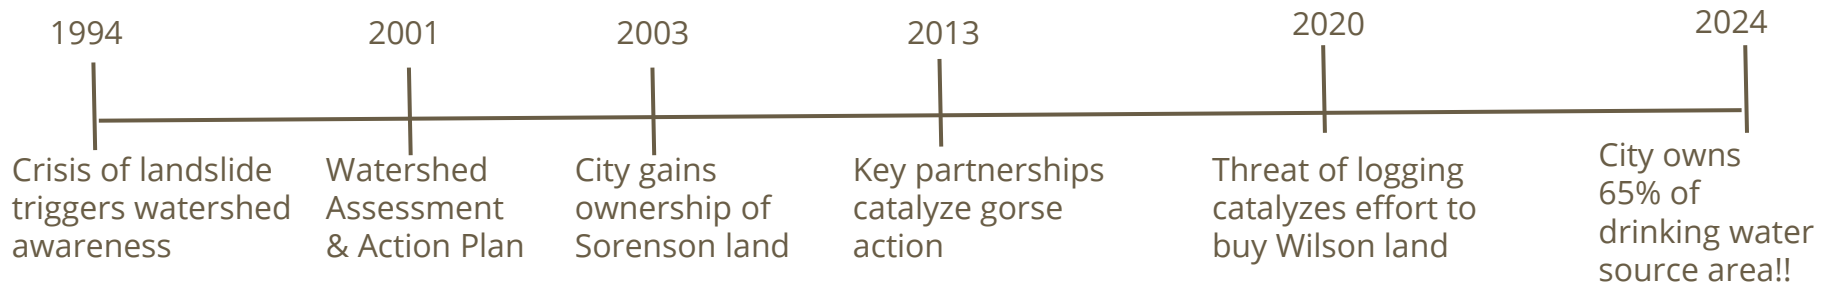 1994
Crisis of landslide
triggers watershed
awareness
2001
Watershed
Assessment
& Action Plan
2003
City gains
ownership of
Sorenson land
2013
Key partnerships
catalyze gorse
action
2020
Threat of logging
catalyzes effort to
buy Wilson land
2024
City owns
65% of
drinking water
source area!!